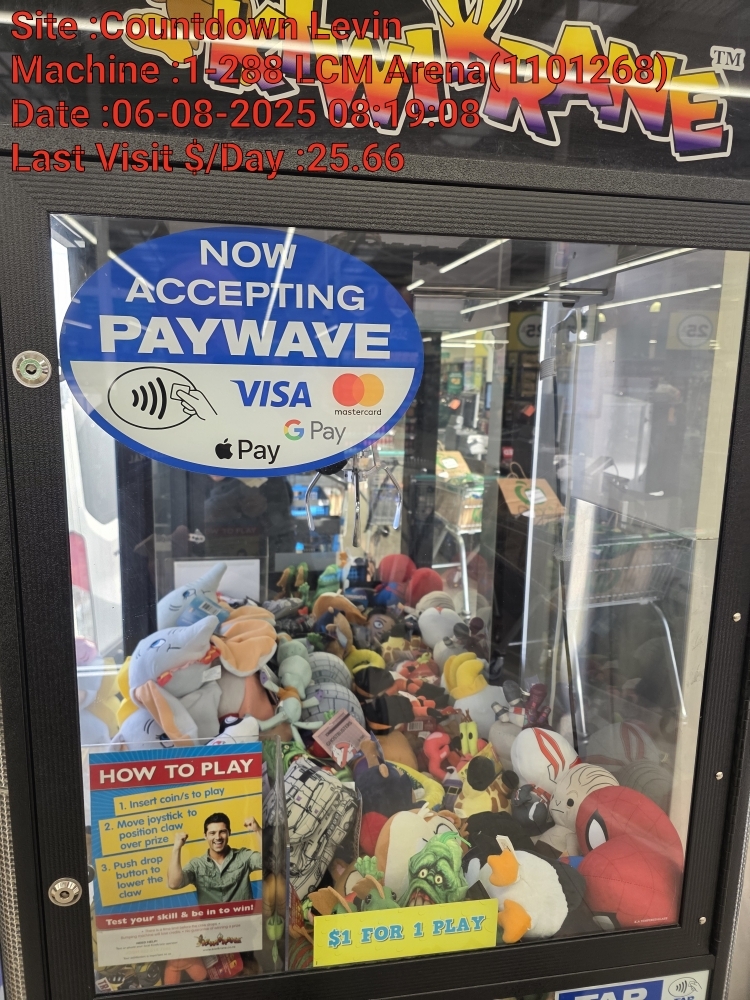 Site :Countdown Levin
Machine :1-288 LCM Arena(1101268)
Date :06-08-2025 08:19:08
Last Visit $/Day :25.66
TM
NOW
ACCEPTING
PAYWAVE
VISA
mastercard
G Pay
Pay
HOW TO PLAY
1. Insert coin/s to play
2. Move joystick to
position claw
over prize
3. Push drop
button to
lower the
claw
Test your skill & be in to win!
$1 FOR 1 PLAY
TAP